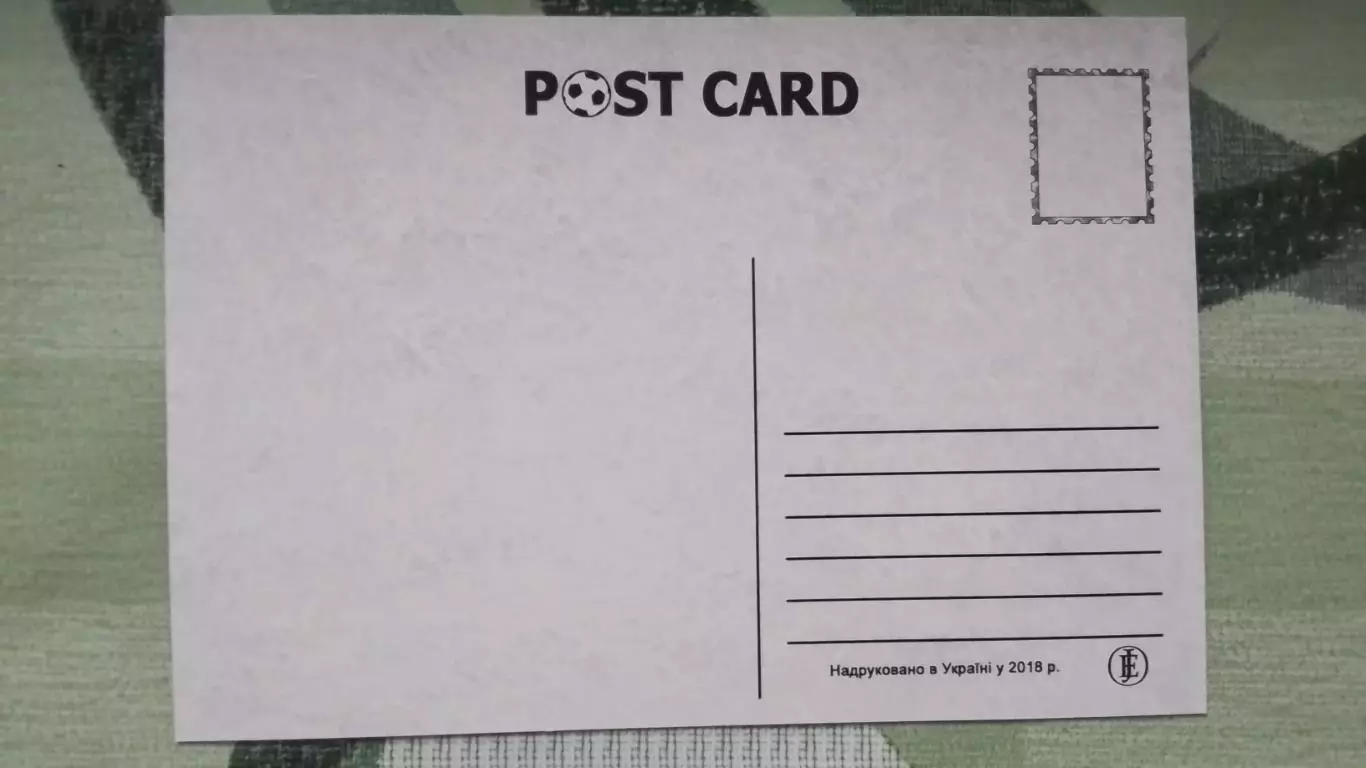 POST CARD
Надруковано в Україні у 2018 р.